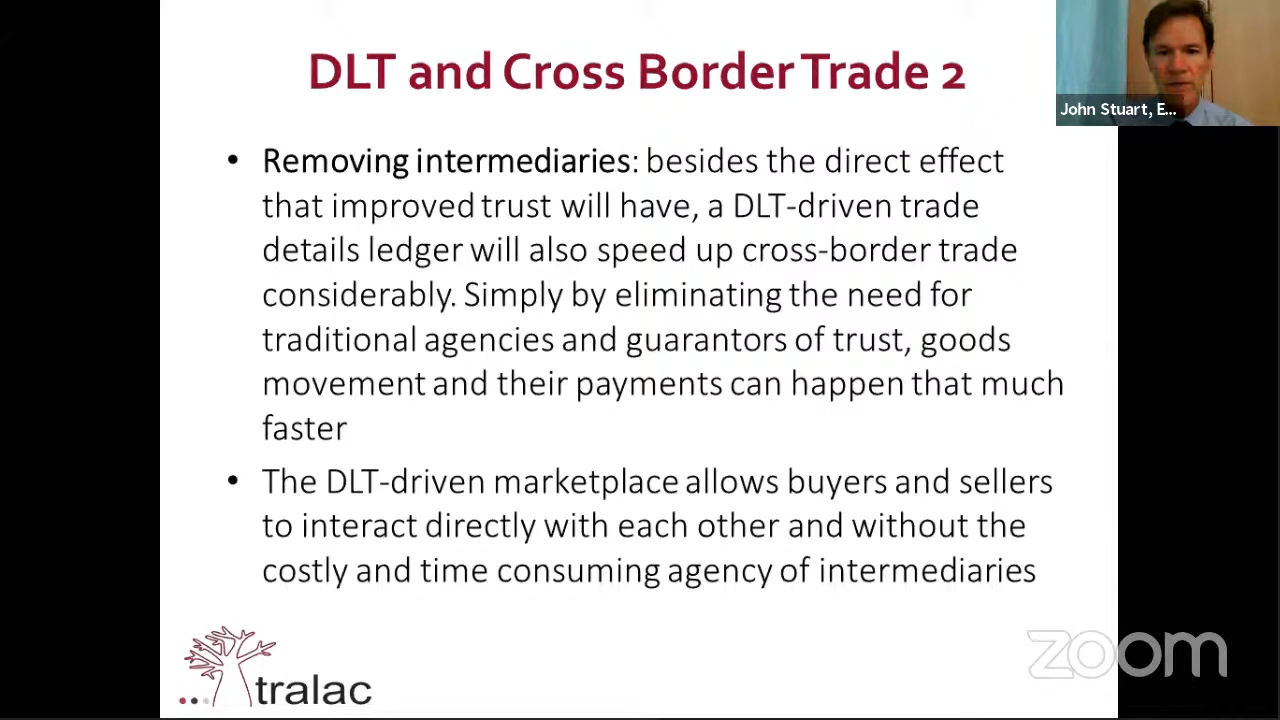 DLT and Cross Border Trade 2
John Stuart, E...
• Removing intermediaries: besides the direct effect
that improved trust will have, a DLT-driven trade
details ledger will also speed up cross-border trade
considerably. Simply by eliminating the need for
traditional agencies and guarantors of trust, goods
movement and their payments can happen that much
faster
• The DLT-driven marketplace allows buyers and sellers
to interact directly with each other and without the
costly and time consuming agency of intermediaries
tralac
zoom